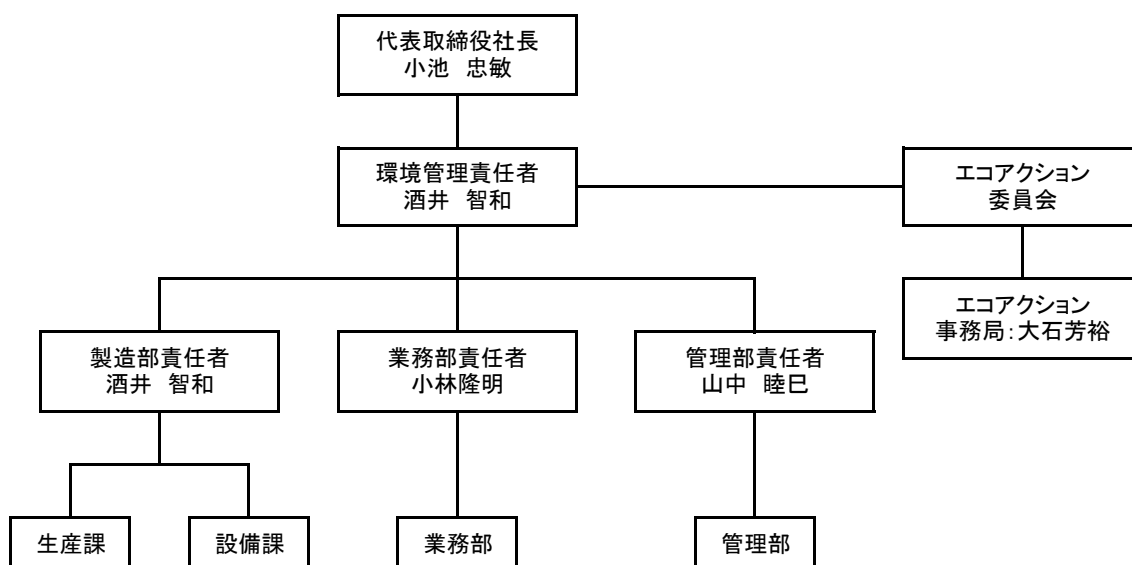 代表取締役社長
小池　忠敏
環境管理責任者
酒井　智和
エコアクション
委員会
エコアクション
事務局：大石芳裕
製造部責任者
酒井　智和
業務部責任者
小林隆明
管理部責任者
山中　睦巳
生産課
設備課
業務部
管理部